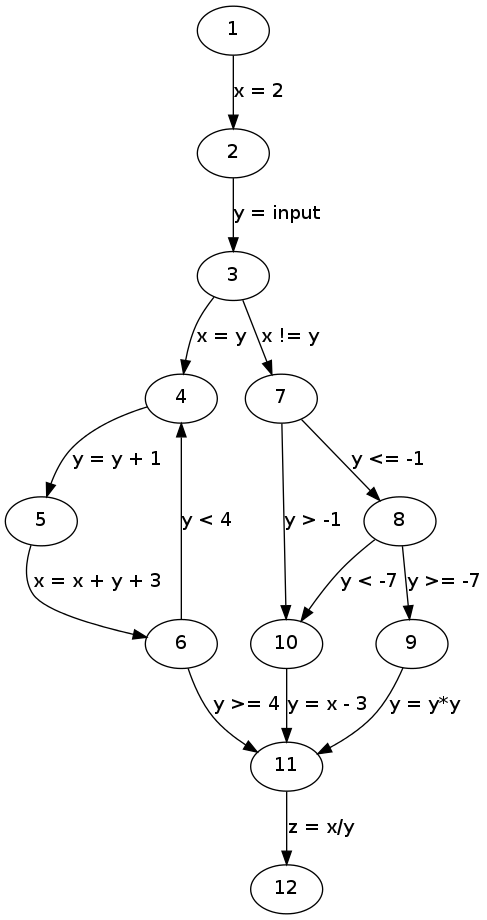 1
x = 2
2
y = input
3
x = y
x != y
4
7
y = y + 1
y <= -1
5
y < 4
y > -1
8
x = x + y + 3
y < -7
y >= -7
6
10
9
y >= 4
y = x - 3
y = y*y
11
z = x/y
12